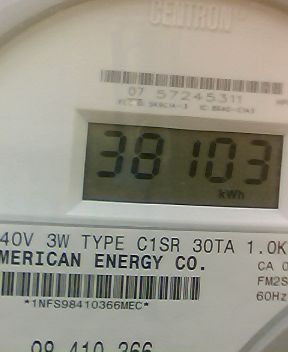 CENTRON
07 57245311
38103
kWh
40V 3W TYPE C1SR 30TA 1.0K
MERICAN ENERGY CO.
CA 0
FM2S
60Hz
*1NFS98410366MEC*
98 410 366